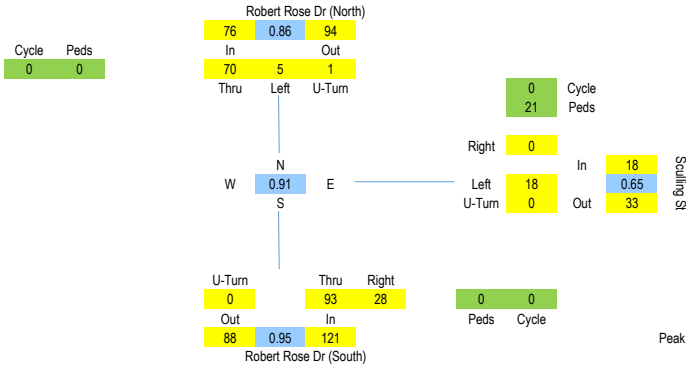 Robert Rose Dr (North)
76 0.86 94
Cycle Peds In Out
0 0 70 5 1
Thru Left U-Turn
0 Cycle
21 Peds
Right 0
N In 18
W 0.91 E Left 18 0.65
S U-Turn 0 Out 33
Sculling St
U-Turn Thru Right
0 93 28 0 0
Out In Peds Cycle
88 0.95 121
Peak
Robert Rose Dr (South)